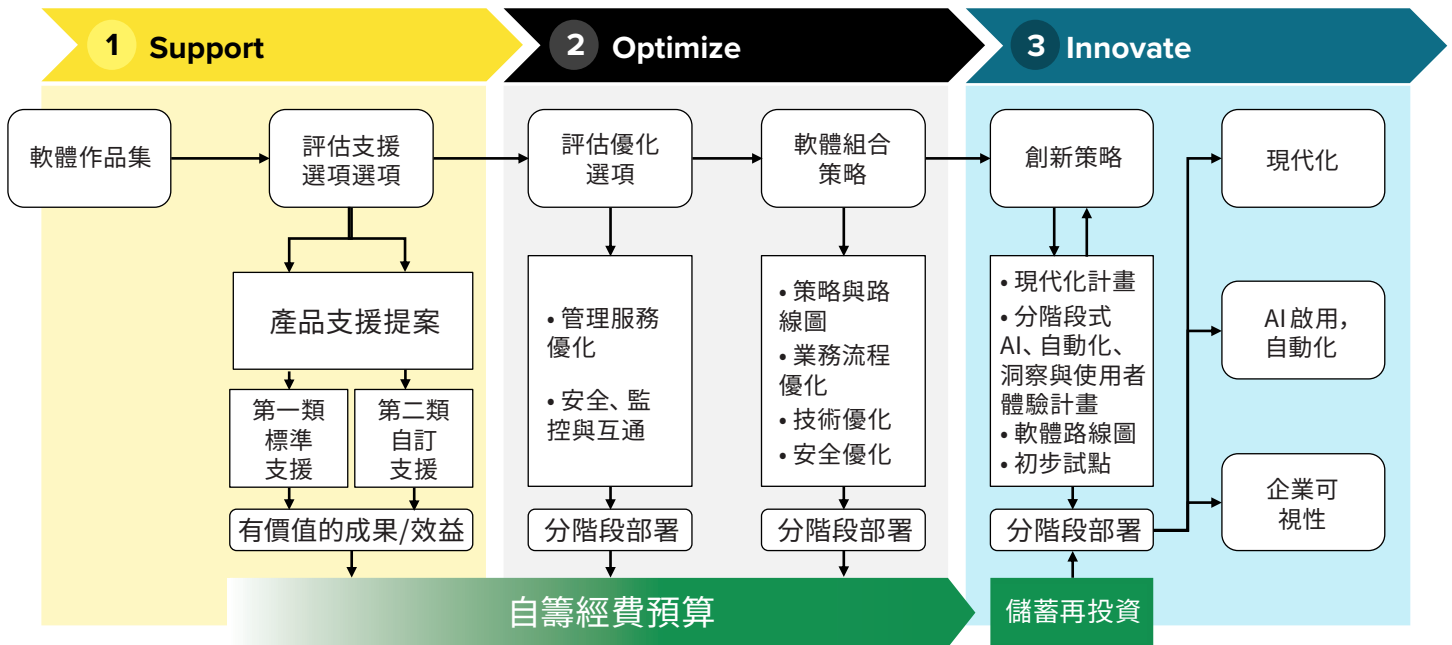 1 Support
2 Optimize
3 Innovate
軟體作品集
評估支援
選項選項
評估優化
選項
軟體組合
策略
創新策略
現代化
產品支援提案
第一類
標準
支援
第二類
自訂
支援
有價值的成果/效益
• 管理服務
優化
• 安全、監
控與互通
分階段部署
• 策略與路
線圖
• 業務流程
優化
• 技術優化
• 安全優化
分階段部署
• 現代化計畫
• 分階段式
AI、自動化、
洞察與使用者
體驗計畫
• 軟體路線圖
• 初步試點
分階段部署
AI 啟用，
自動化
企業可
視性
自籌經費預算
儲蓄再投資